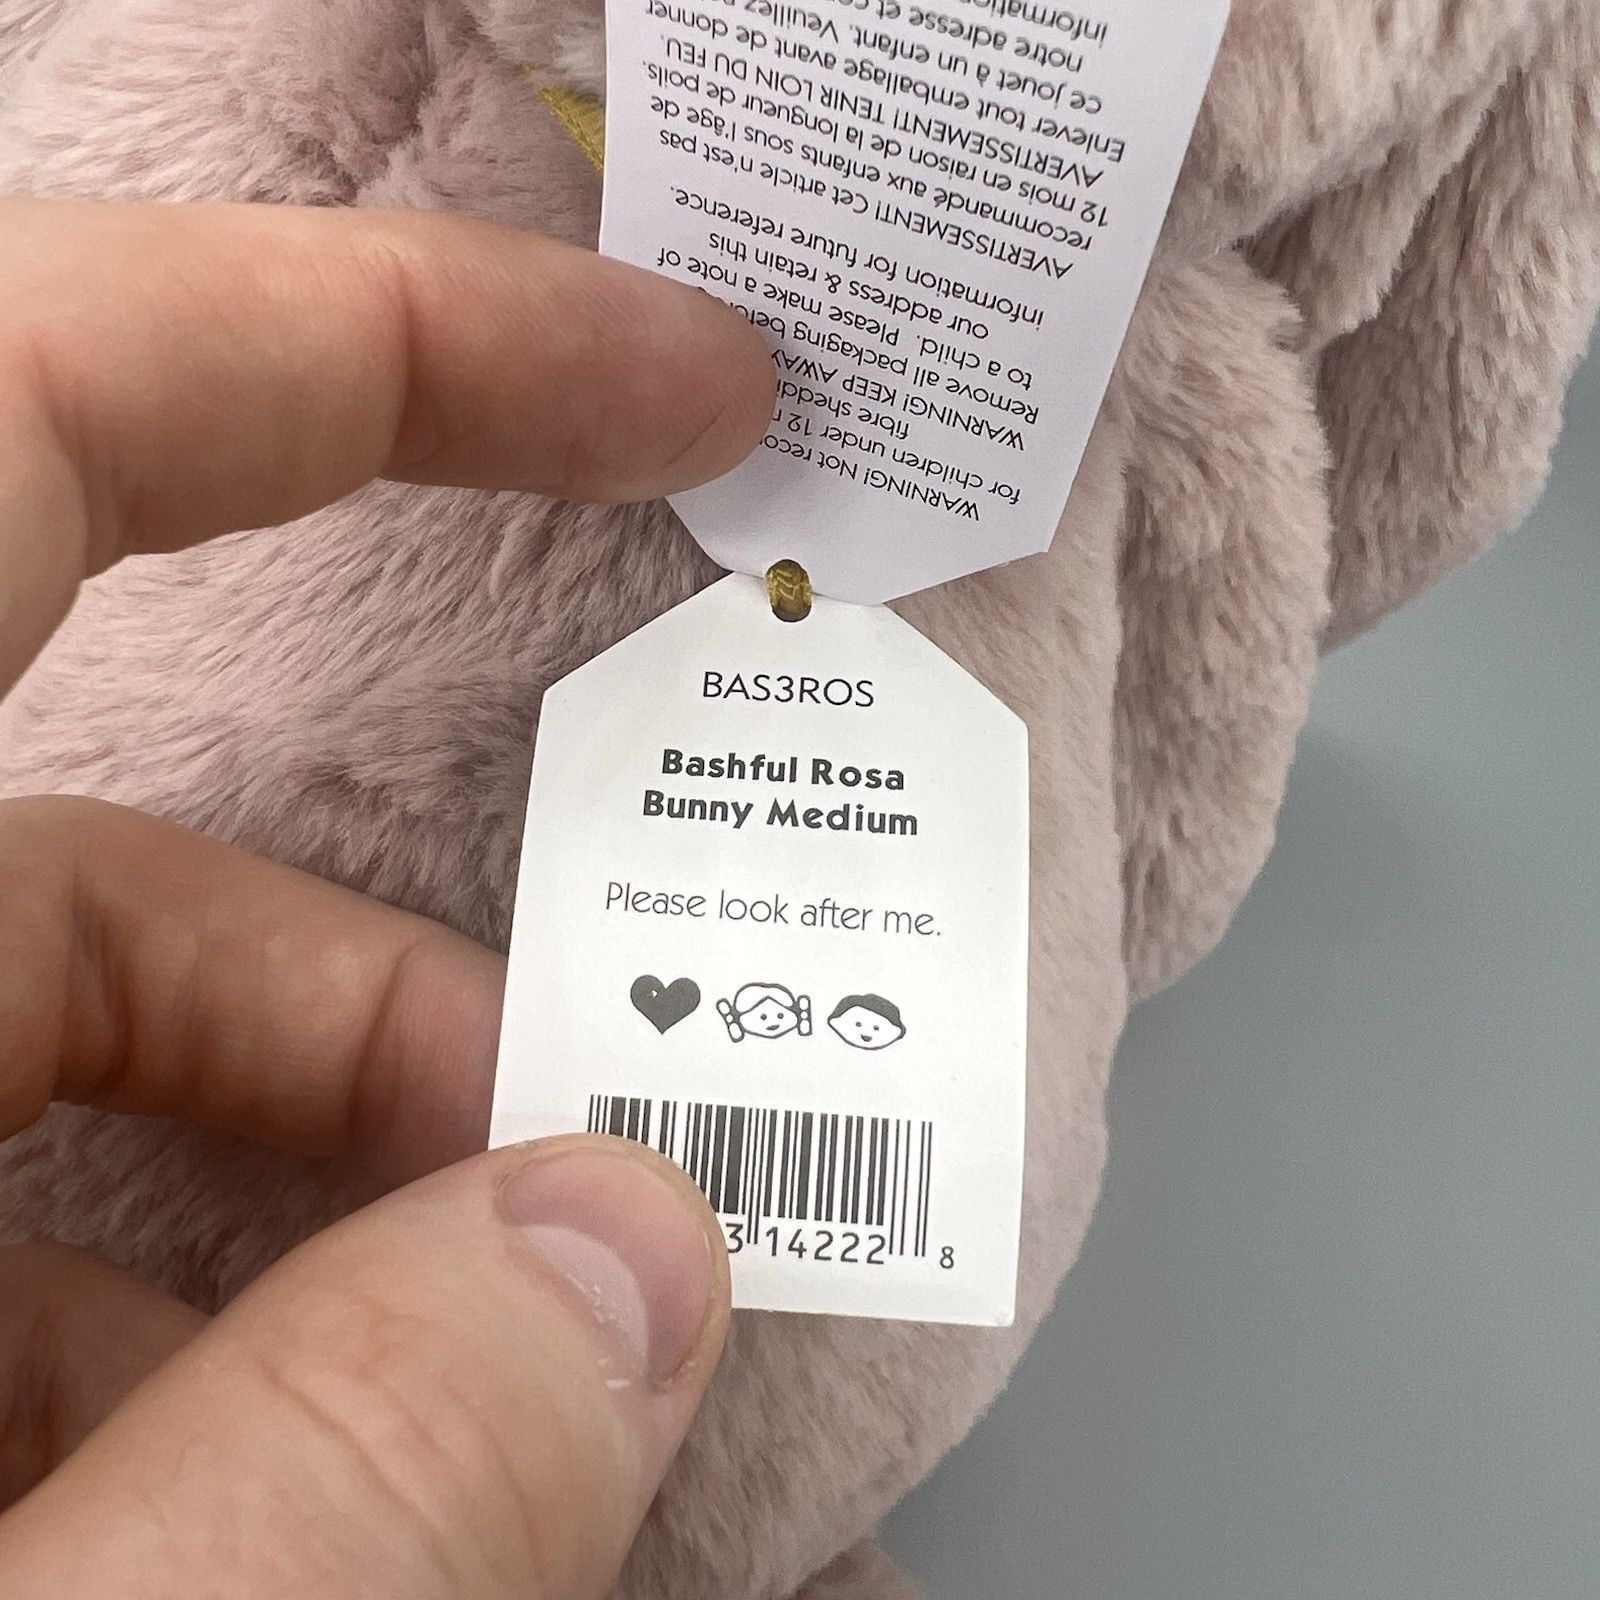 BAS3ROS
Bashful Rosa
Bunny Medium
Please look after me.
3 14222 8
WARNING! Not
for children under 12
fibre
WARNING! KEEP AWAY
Remove all packaging
to a child. Please make a note of
our address & retain this
information for future reference.
AVERTISSEMENT! Cet article n'est pas
recommandé aux enfants sous l'âge de
12 mois en raison de la longueur de poils.
AVERTISSEMENT! TENIR LOIN DU FEU.
Enlever tout emballage avant de donner
ce jouet à un enfant. Veuillez
notre adresse et
information